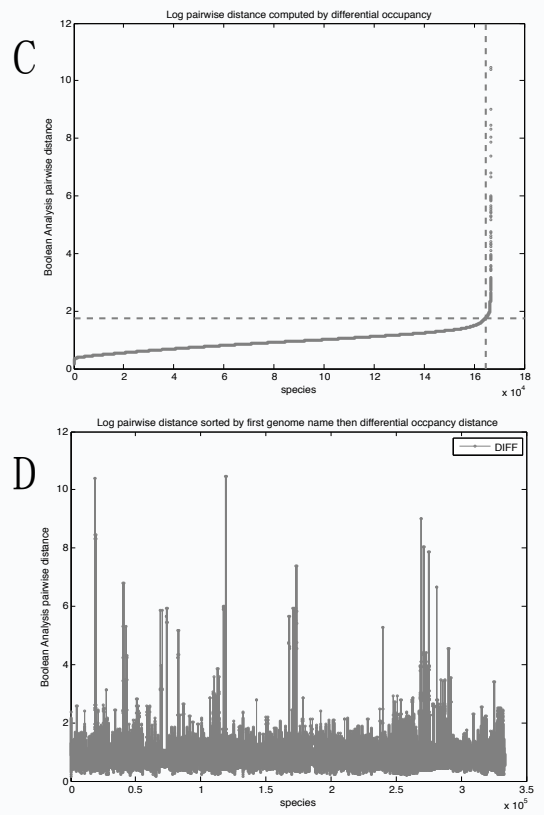 Log pairwise distance computed by differential occupancy
C
Boolean Analysis pairwise distance
12
10
8
6
4
2
0
0 2 4 6 8 10 12 14 16 18
species
x 10^4
Log pairwise distance sorted by first genome name then differential occpancy distance
D
DIFF
Boolean Analysis pairwise distance
12
10
8
6
4
2
0
0 0.5 1 1.5 2 2.5 3 3.5
species
x 10^5